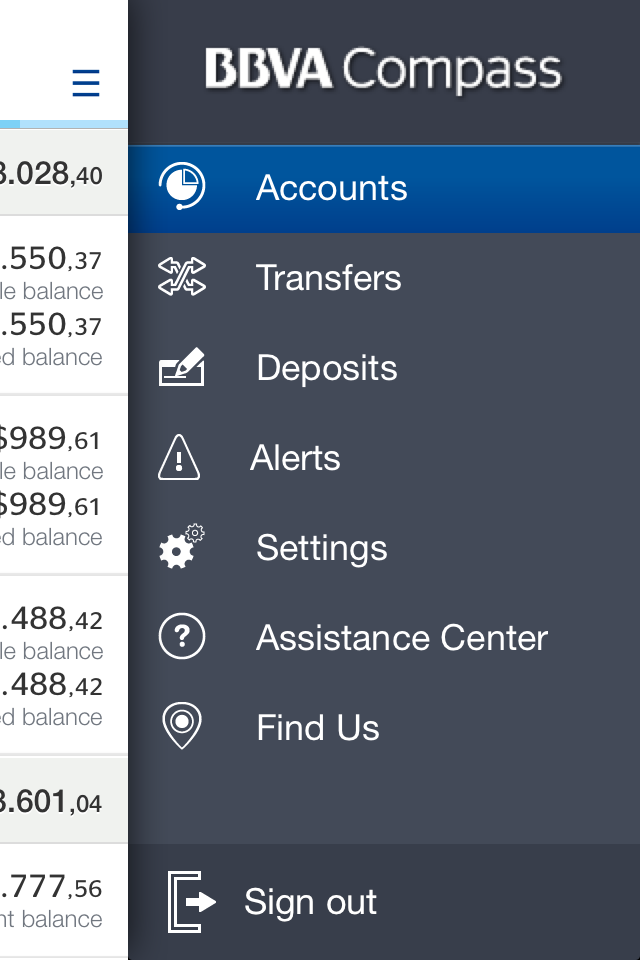 BBVA Compass
3.028,40
.550,37
le balance
.550,37
ed balance
$989,61
le balance
$989,61
ed balance
.488,42
le balance
.488,42
ed balance
3.601,04
.777,56
nt balance
Accounts
Transfers
Deposits
Alerts
Settings
Assistance Center
Find Us
Sign out